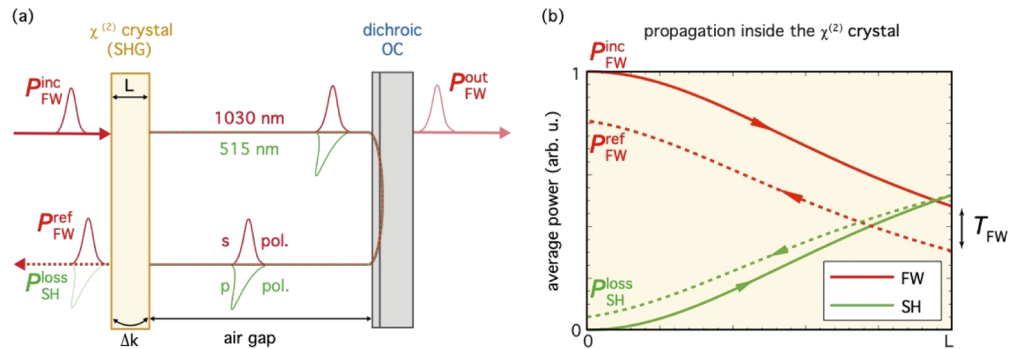 (a)
χ (2) crystal
(SHG)
dichroic
OC
P inc FW
L
P out FW
1030 nm
515 nm
P ref FW
s pol.
P loss SH
p pol.
Δk
air gap
(b)
propagation inside the χ(2) crystal
P inc FW
1
P ref FW
average power (arb. u.)
T FW
P loss SH
FW
SH
0
0
L